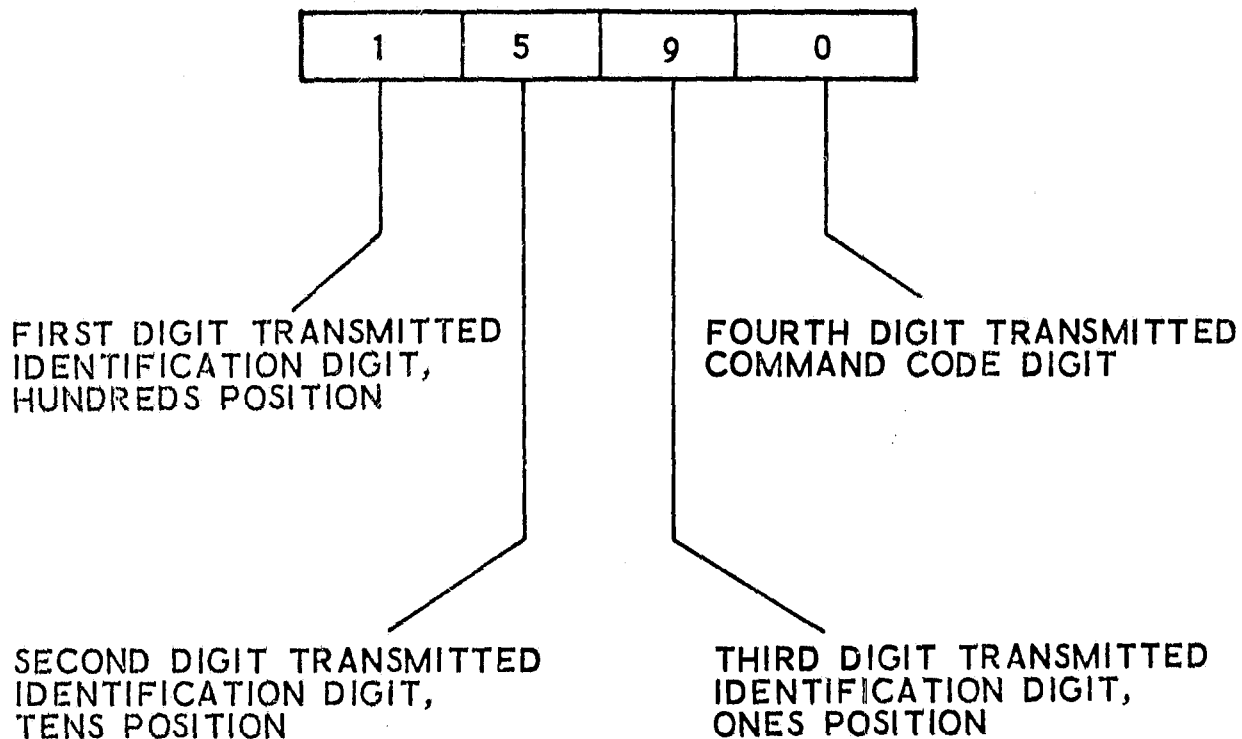 1 5 9 0
FIRST DIGIT TRANSMITTED
IDENTIFICATION DIGIT,
HUNDREDS POSITION
FOURTH DIGIT TRANSMITTED
COMMAND CODE DIGIT
SECOND DIGIT TRANSMITTED
IDENTIFICATION DIGIT,
TENS POSITION
THIRD DIGIT TRANSMITTED
IDENTIFICATION DIGIT,
ONES POSITION